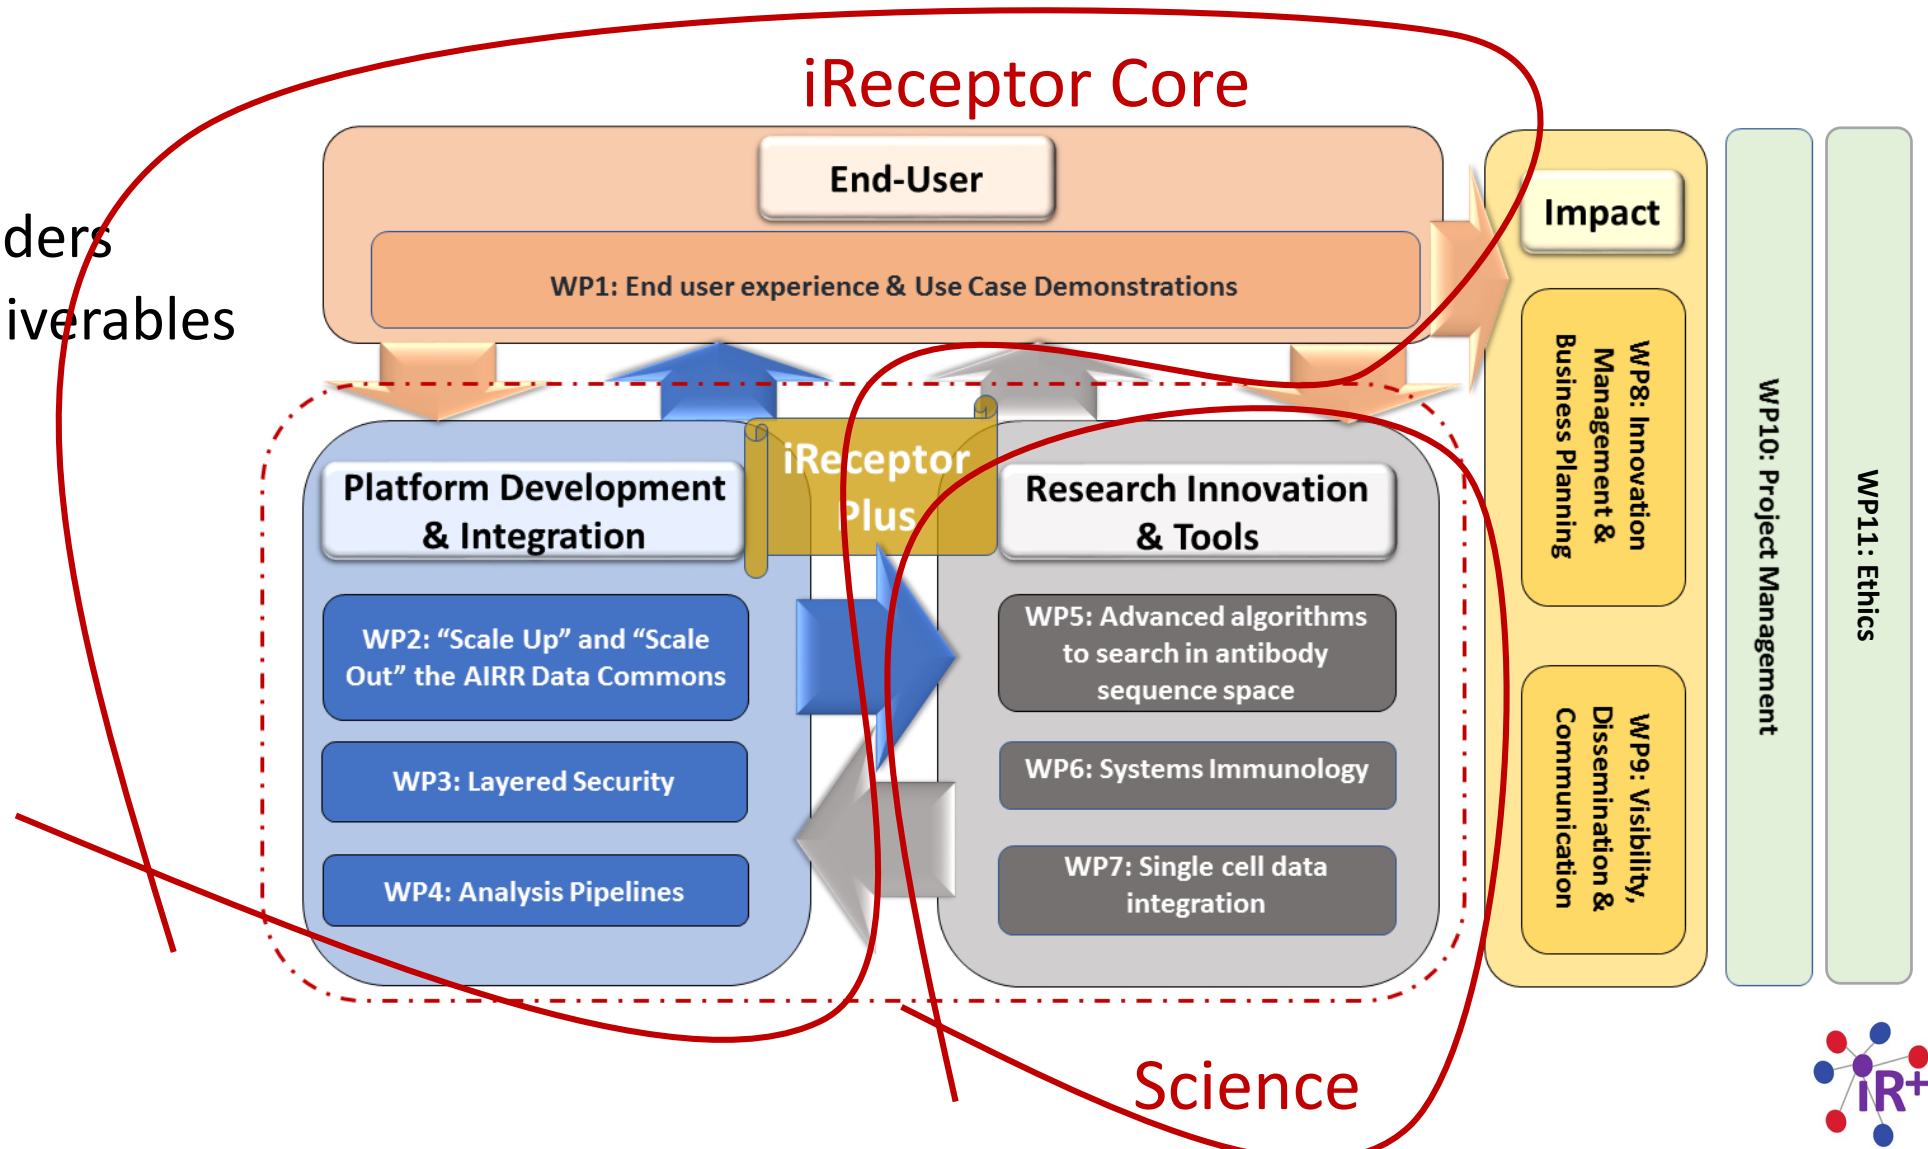 iReceptor Core
ders
iverables
End-User
WP1: End user experience & Use Case Demonstrations
iReceptor
Plus
Platform Development
& Integration
WP2: “Scale Up” and “Scale
Out” the AIRR Data Commons
WP3: Layered Security
WP4: Analysis Pipelines
Research Innovation
& Tools
WP5: Advanced algorithms
to search in antibody
sequence space
WP6: Systems Immunology
WP7: Single cell data
integration
Impact
WP8: Innovation
Management &
Business Planning
WP9: Visibility,
Dissemination &
Communication
WP10: Project Management
WP11: Ethics
Science
iR+